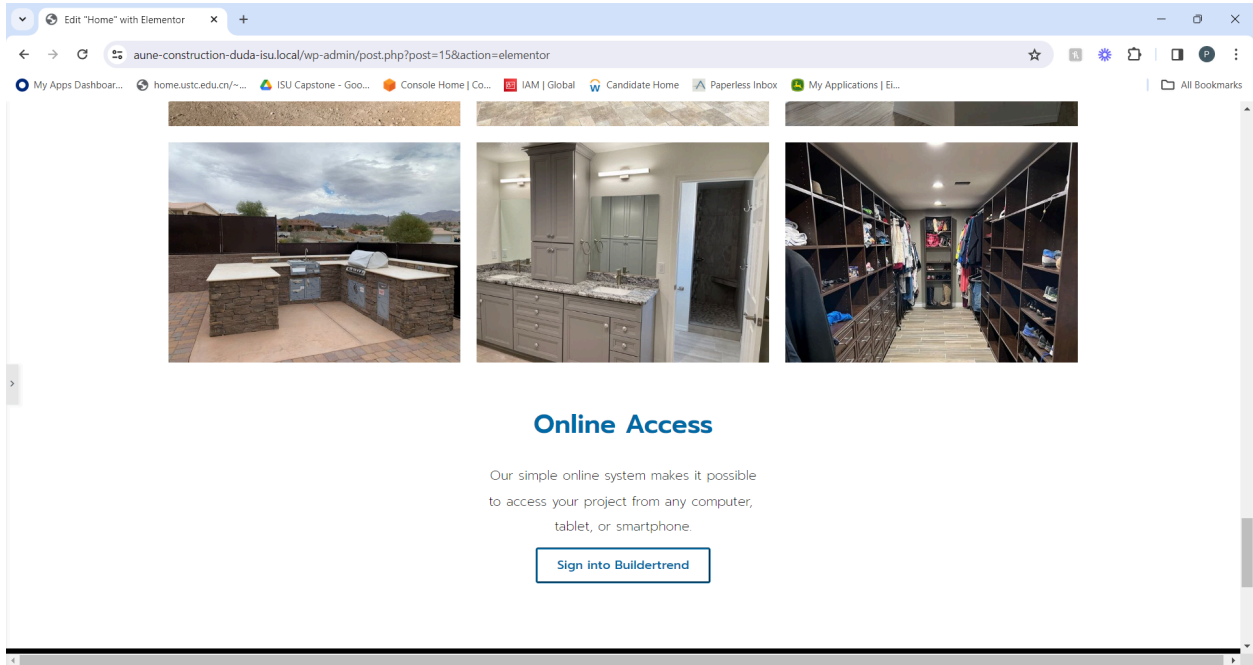 Edit "Home" with Elementor
aune-construction-duda-isu.local/wp-admin/post.php?post=15&action=elementor
P
My Apps Dashboar... home.ustc.edu.cn/~... ISU Capstone - Goo... Console Home | Co... IAM | Global Candidate Home Paperless Inbox My Applications | Ei... All Bookmarks
Online Access
Our simple online system makes it possible
to access your project from any computer,
tablet, or smartphone.
Sign into Buildertrend